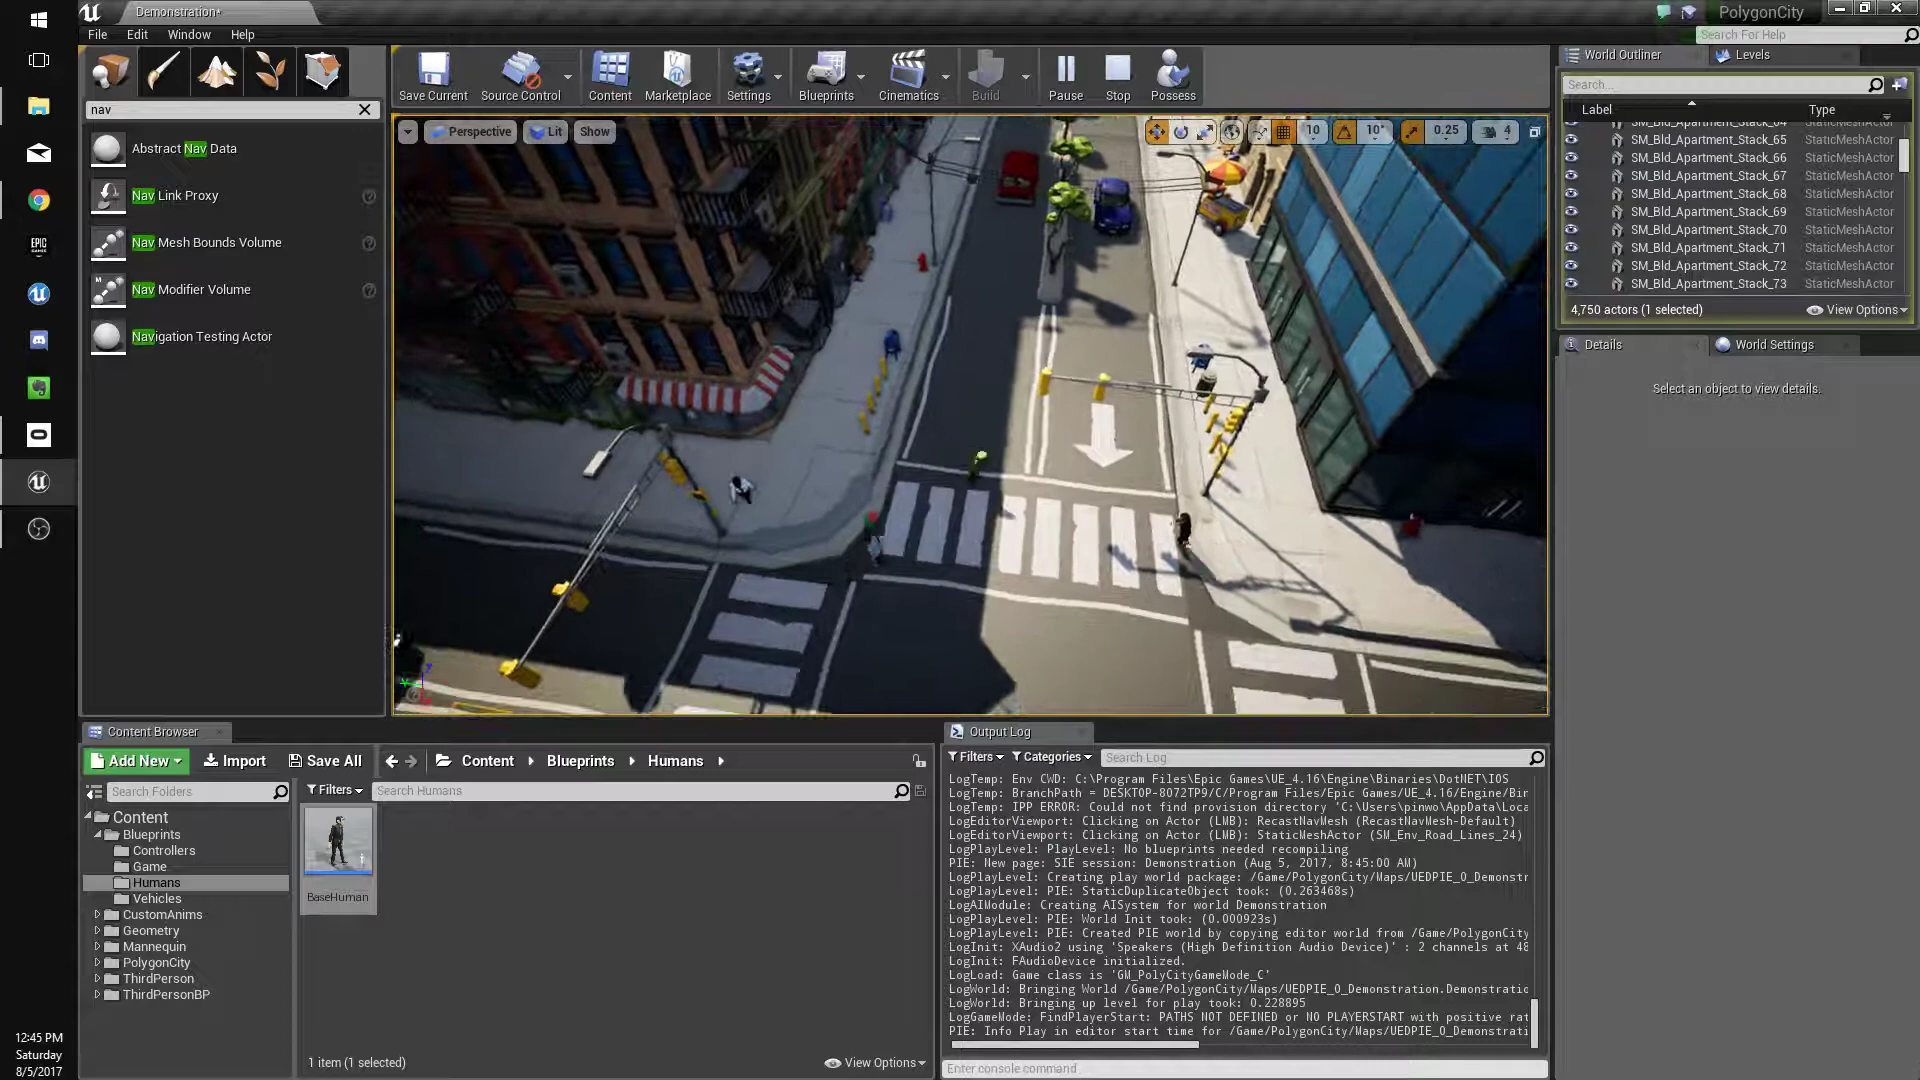 Demonstration*
PolygonCity
File Edit Window Help
Search For Help
nav
Abstract Nav Data
Nav Link Proxy
Nav Mesh Bounds Volume
Nav Modifier Volume
Navigation Testing Actor
Save Current
Source Control
Content
Marketplace
Settings
Blueprints
Cinematics
Build
Pause
Stop
Possess
Perspective
Lit
Show
10
10°
0.25
4
World Outliner
Levels
Search...
Label
Type
SM_Bld_Apartment_Stack_64 StaticMeshActor
SM_Bld_Apartment_Stack_65 StaticMeshActor
SM_Bld_Apartment_Stack_66 StaticMeshActor
SM_Bld_Apartment_Stack_67 StaticMeshActor
SM_Bld_Apartment_Stack_68 StaticMeshActor
SM_Bld_Apartment_Stack_69 StaticMeshActor
SM_Bld_Apartment_Stack_70 StaticMeshActor
SM_Bld_Apartment_Stack_71 StaticMeshActor
SM_Bld_Apartment_Stack_72 StaticMeshActor
SM_Bld_Apartment_Stack_73 StaticMeshActor
4,750 actors (1 selected)
View Options
Details
World Settings
Select an object to view details.
Content Browser
Add New
Import
Save All
Content
Blueprints
Humans
Search Folders
Filters
Search Humans
Content
Blueprints
Controllers
Game
Humans
Vehicles
CustomAnims
Geometry
Mannequin
PolygonCity
ThirdPerson
ThirdPersonBP
BaseHuman
1 item (1 selected)
View Options
Output Log
Filters
Categories
Search Log
LogTemp: Env CWD: C:\Program Files\Epic Games\UE_4.16\Engine\Binaries\DotNET\IOS
LogTemp: BranchPath = DESKTOP-8072TP9/C/Program Files/Epic Games/UE_4.16/Engine/Bin
LogTemp: IPP ERROR: Could not find provision directory 'C:\Users\pinwo\AppData\Loca
LogEditorViewport: Clicking on Actor (LMB): RecastNavMesh (RecastNavMesh-Default)
LogEditorViewport: Clicking on Actor (LMB): StaticMeshActor (SM_Env_Road_Lines_24)
LogPlayLevel: PlayLevel: No blueprints needed recompiling
PIE: New page: SIE session: Demonstration (Aug 5, 2017, 8:45:00 AM)
LogPlayLevel: Creating play world package: /Game/PolygonCity/Maps/UEDPIE_0_Demonstr
LogPlayLevel: PIE: StaticDuplicateObject took: (0.263468s)
LogAIModule: Creating AISystem for world Demonstration
LogPlayLevel: PIE: World Init took: (0.000923s)
LogPlayLevel: PIE: Created PIE world by copying editor world from /Game/PolygonCity
LogInit: XAudio2 using 'Speakers (High Definition Audio Device)' : 2 channels at 48
LogInit: FAudioDevice initialized.
LogLoad: Game class is 'GM_PolyCityGameMode_C'
LogWorld: Bringing World /Game/PolygonCity/Maps/UEDPIE_0_Demonstration.Demonstratio
LogWorld: Bringing up level for play took: 0.228895
LogGameMode: FindPlayerStart: PATHS NOT DEFINED or NO PLAYERSTART with positive rat
PIE: Info Play in editor start time for /Game/PolygonCity/Maps/UEDPIE_0_Demonstrati
Enter console command
EPIC
GAMES
12:45 PM
Saturday
8/5/2017